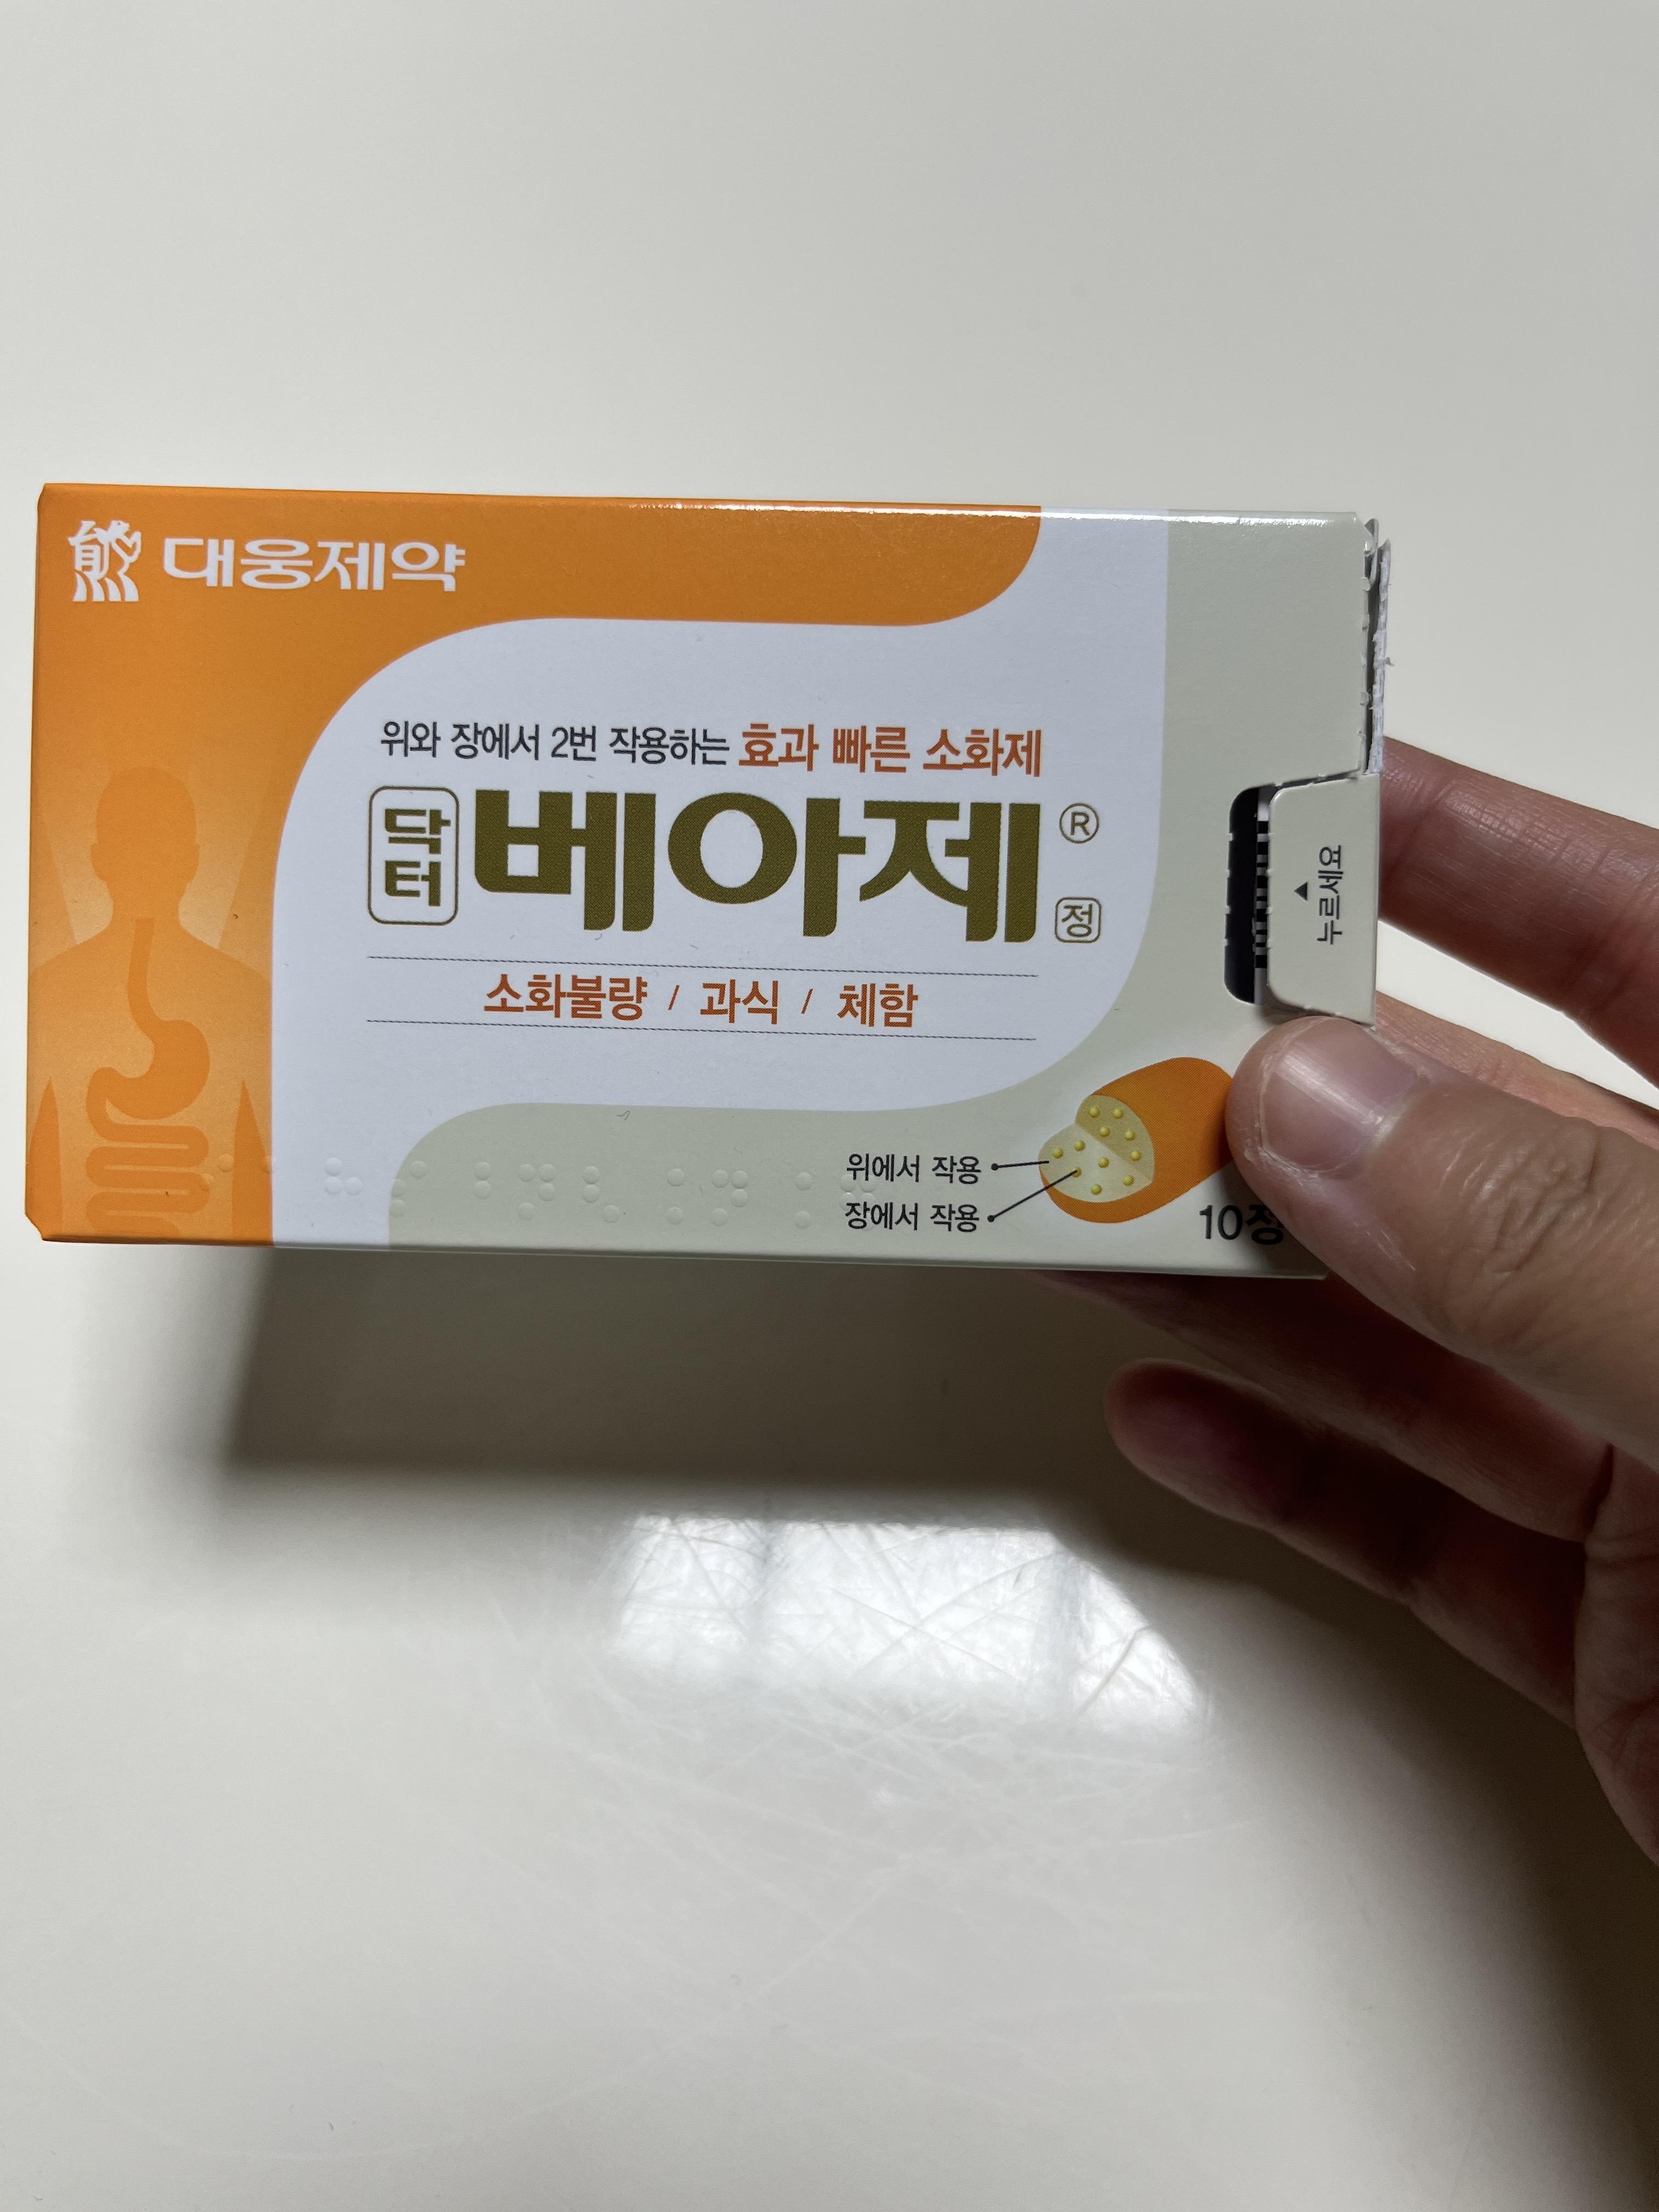 대웅제약
위와 장에서 2번 작용하는 효과 빠른 소화제
닥터 베아제® 정
소화불량 / 과식 / 체함
누르세요
위에서 작용
장에서 작용
10정